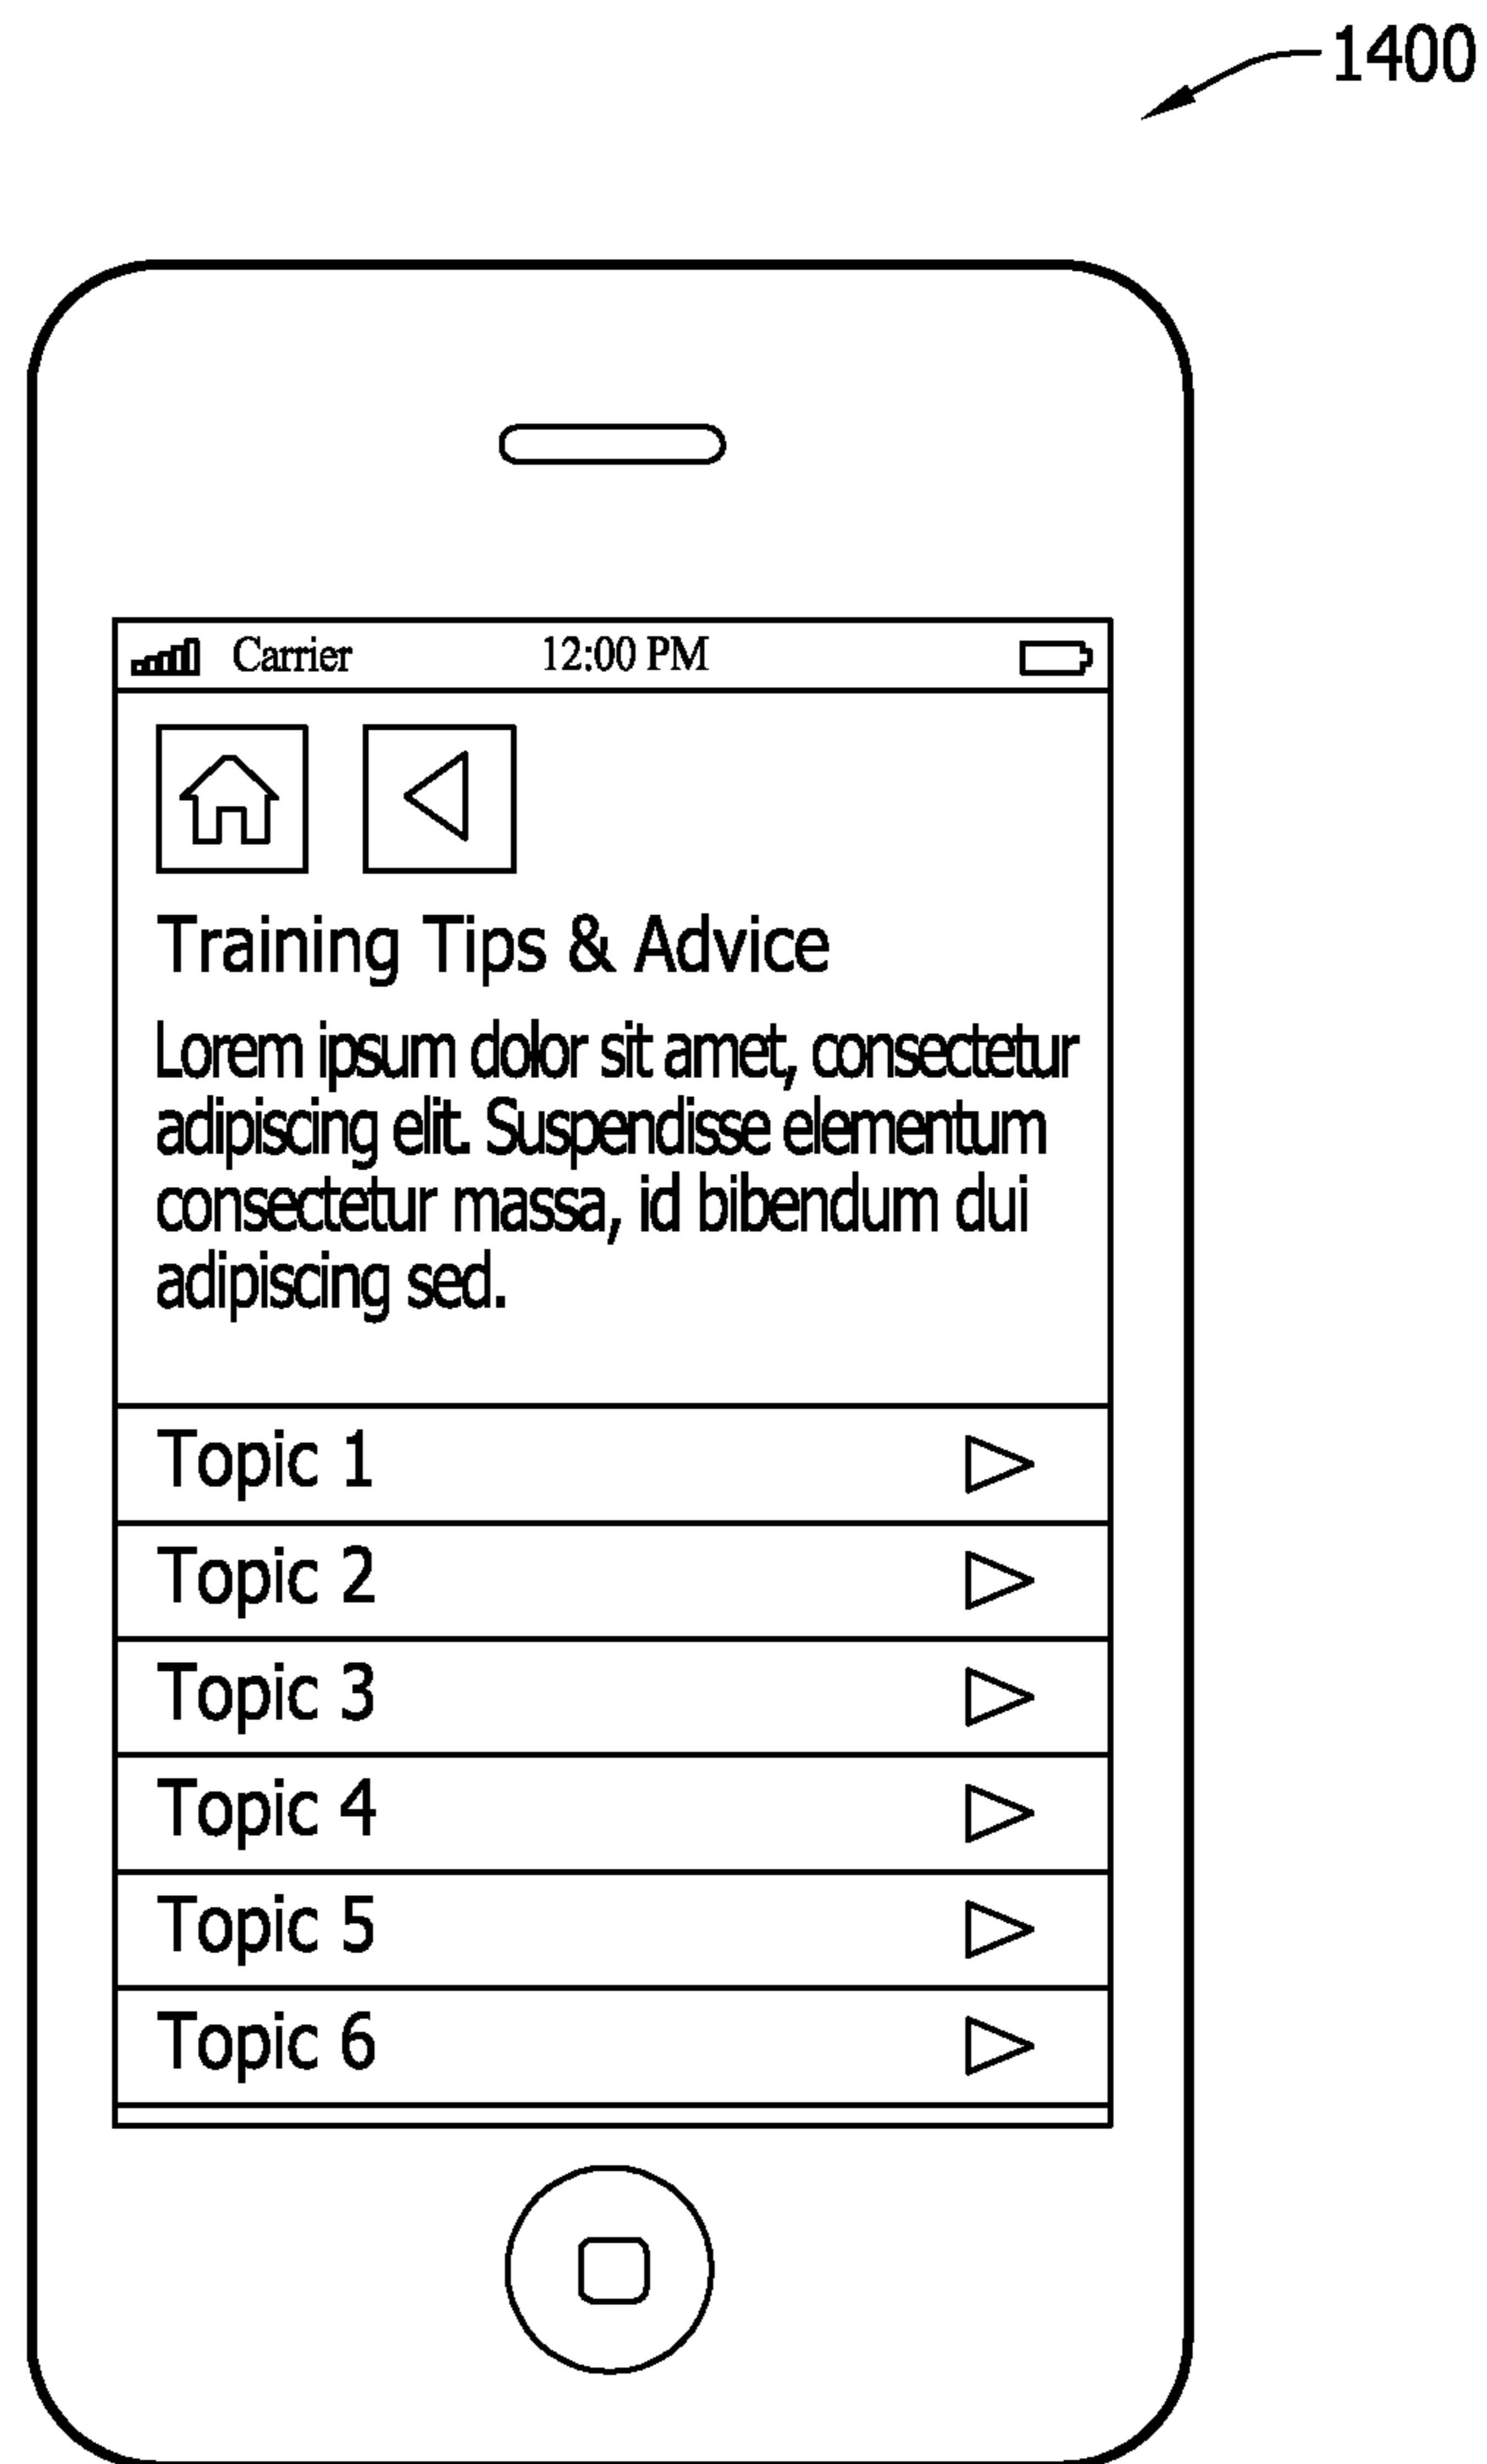 1400
Carrier 12:00 PM
Training Tips & Advice
Lorem ipsum dolor sit amet, consectetur
adipiscing elit. Suspendisse elementum
consectetur massa, id bibendum dui
adipiscing sed.
Topic 1
Topic 2
Topic 3
Topic 4
Topic 5
Topic 6